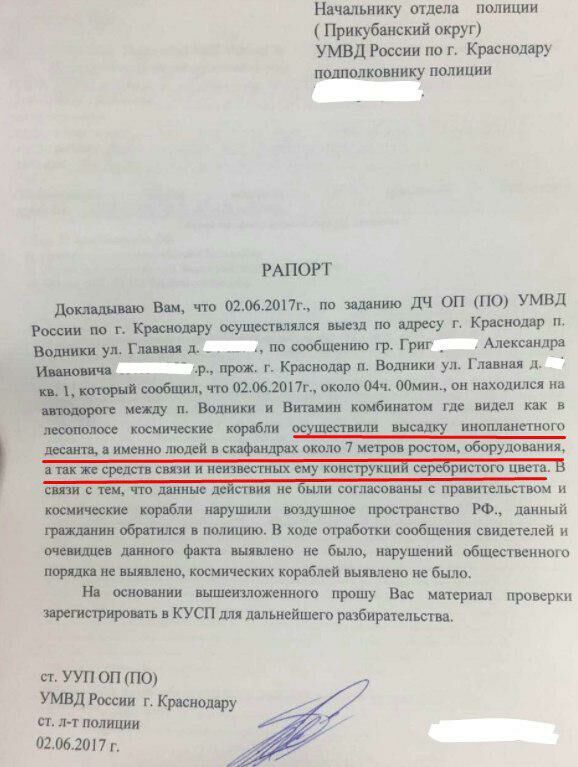 Начальнику отдела полиции
( Прикубанский округ)
УМВД России по г. Краснодару
подполковнику полиции
РАПОРТ
Докладываю Вам, что 02.06.2017г., по заданию ДЧ ОП (ПО) УМВД
России по г. Краснодару осуществлялся выезд по адресу г. Краснодар п.
Водники ул. Главная д. , по сообщению гр. Григ Александра
Ивановича .р., прож. г. Краснодар п. Водники ул. Главная д.
кв. 1, который сообщил, что 02.06.2017г., около 04ч. 00мин., он находился на
автодороге между п. Водники и Витамин комбинатом где видел как в
лесополосе космические корабли осуществили высадку инопланетного
десанта, а именно людей в скафандрах около 7 метров ростом, оборудования,
а так же средств связи и неизвестных ему конструкций серебристого цвета. В
связи с тем, что данные действия не были согласованы с правительством и
космические корабли нарушили воздушное пространство РФ., данный
гражданин обратился в полицию. В ходе отработки сообщения свидетелей и
очевидцев данного факта выявлено не было, нарушений общественного
порядка не выявлено, космических кораблей выявлено не было.
На основании вышеизложенного прошу Вас материал проверки
зарегистрировать в КУСП для дальнейшего разбирательства.
ст. УУП ОП (ПО)
УМВД России г. Краснодару
ст. л-т полиции
02.06.2017 г.